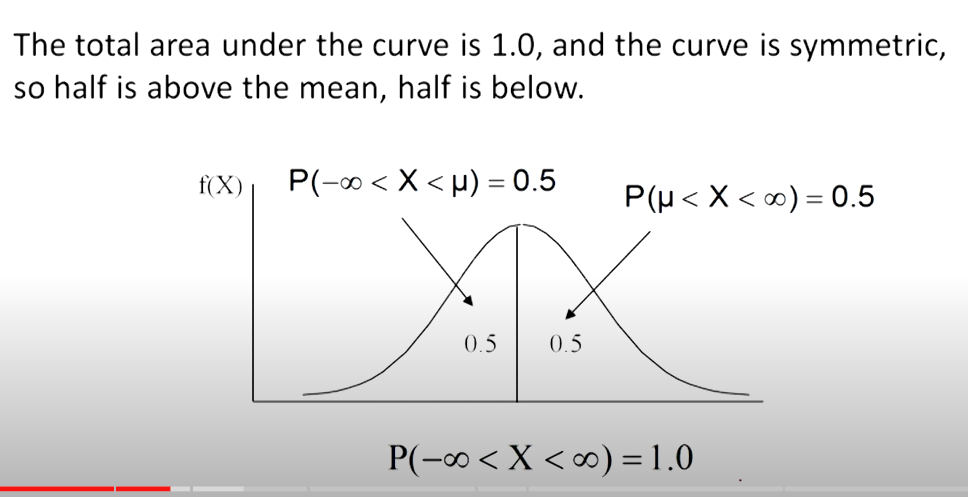 The total area under the curve is 1.0, and the curve is symmetric,
so half is above the mean, half is below.
f(X)
P(−∞ < X < μ) = 0.5
P(μ < X < ∞) = 0.5
0.5
0.5
P(−∞ < X < ∞) = 1.0